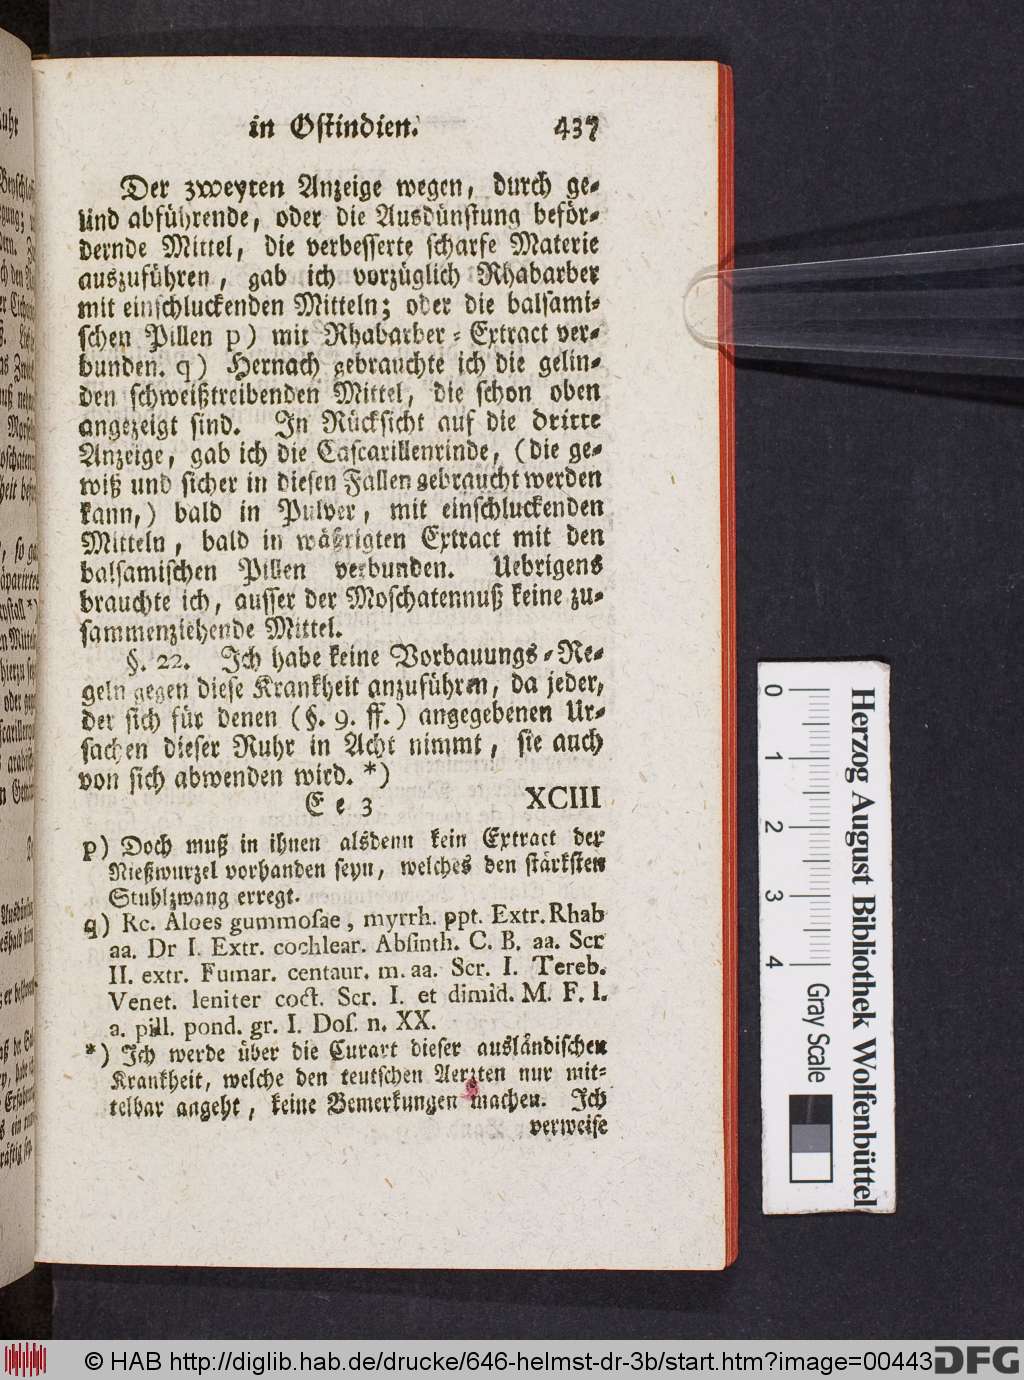 in Ostindien. 437
Der zweyten Anzeige wegen, durch ge-
lind abführende, oder die Ausdünstung beför-
dernde Mittel, die verbesserte scharfe Materie
auszuführen, gab ich vorzüglich Rhabarber
mit einschluckenden Mitteln; oder die balsami-
schen Pillen p) mit Rhabarber-Extract ver-
bunden. q) Hernach gebrauchte ich die gelin-
den schweißtreibenden Mittel, die schon oben
angezeigt sind. In Rücksicht auf die dritte
Anzeige, gab ich die Cascarillenrinde, (die ge-
wiß und sicher in diesen Fallen gebraucht werden
kann,) bald in Pulver, mit einschluckenden
Mitteln, bald in wäßrigten Extract mit den
balsamischen Pillen verbunden. Uebrigens
brauchte ich, ausser der Moschatennuß keine zu-
sammenziehende Mittel.
§. 22. Ich habe keine Vorbauungs-Re-
geln gegen diese Krankheit anzuführen, da jeder,
der sich für denen (§. 9. ff.) angegebenen Ur-
sachen dieser Ruhr in Acht nimmt, sie auch
von sich abwenden wird. *)
E e 3 XCIII
p) Doch muß in ihnen alsdenn kein Extract der
Nießwurzel vorhanden seyn, welches den stärksten
Stuhlzwang erregt.
q) Rc. Aloes gummosae, myrrh. ppt. Extr. Rhab
aa. Dr I. Extr. cochlear. Absinth. C. B. aa. Scr
II. extr. Fumar. centaur. m. aa. Scr. I. Tereb.
Venet. leniter coct. Scr. I. et dimid. M. F. l.
a. pill. pond. gr. I. Dos. n. XX.
*) Ich werde über die Curart dieser ausländischen
Krankheit, welche den teutschen Aerzten nur mit-
telbar angeht, keine Bemerkungen machen. Ich
verweise
0 1 2 3 4
Gray Scale
Herzog August Bibliothek Wolfenbüttel
© HAB http://diglib.hab.de/drucke/646-helmst-dr-3b/start.htm?image=00443
DFG